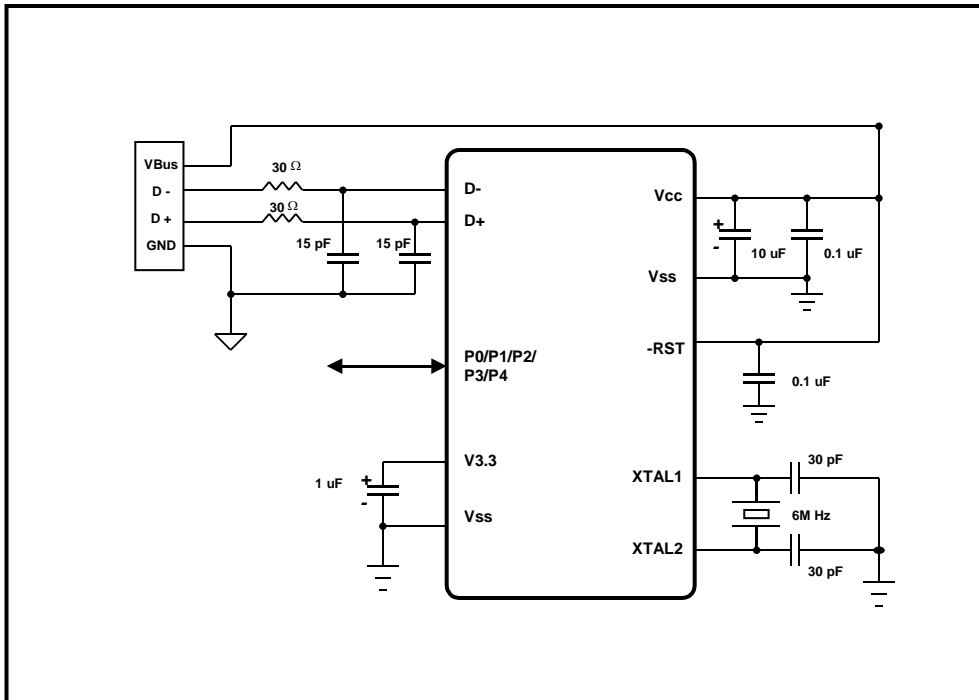 VBus
D -
D +
GND
30 Ω
30 Ω
15 pF
15 pF
D-
D+
P0/P1/P2/
P3/P4
V3.3
Vss
1 uF
+
-
Vcc
Vss
-RST
XTAL1
XTAL2
+
-
10 uF
0.1 uF
0.1 uF
30 pF
6M Hz
30 pF